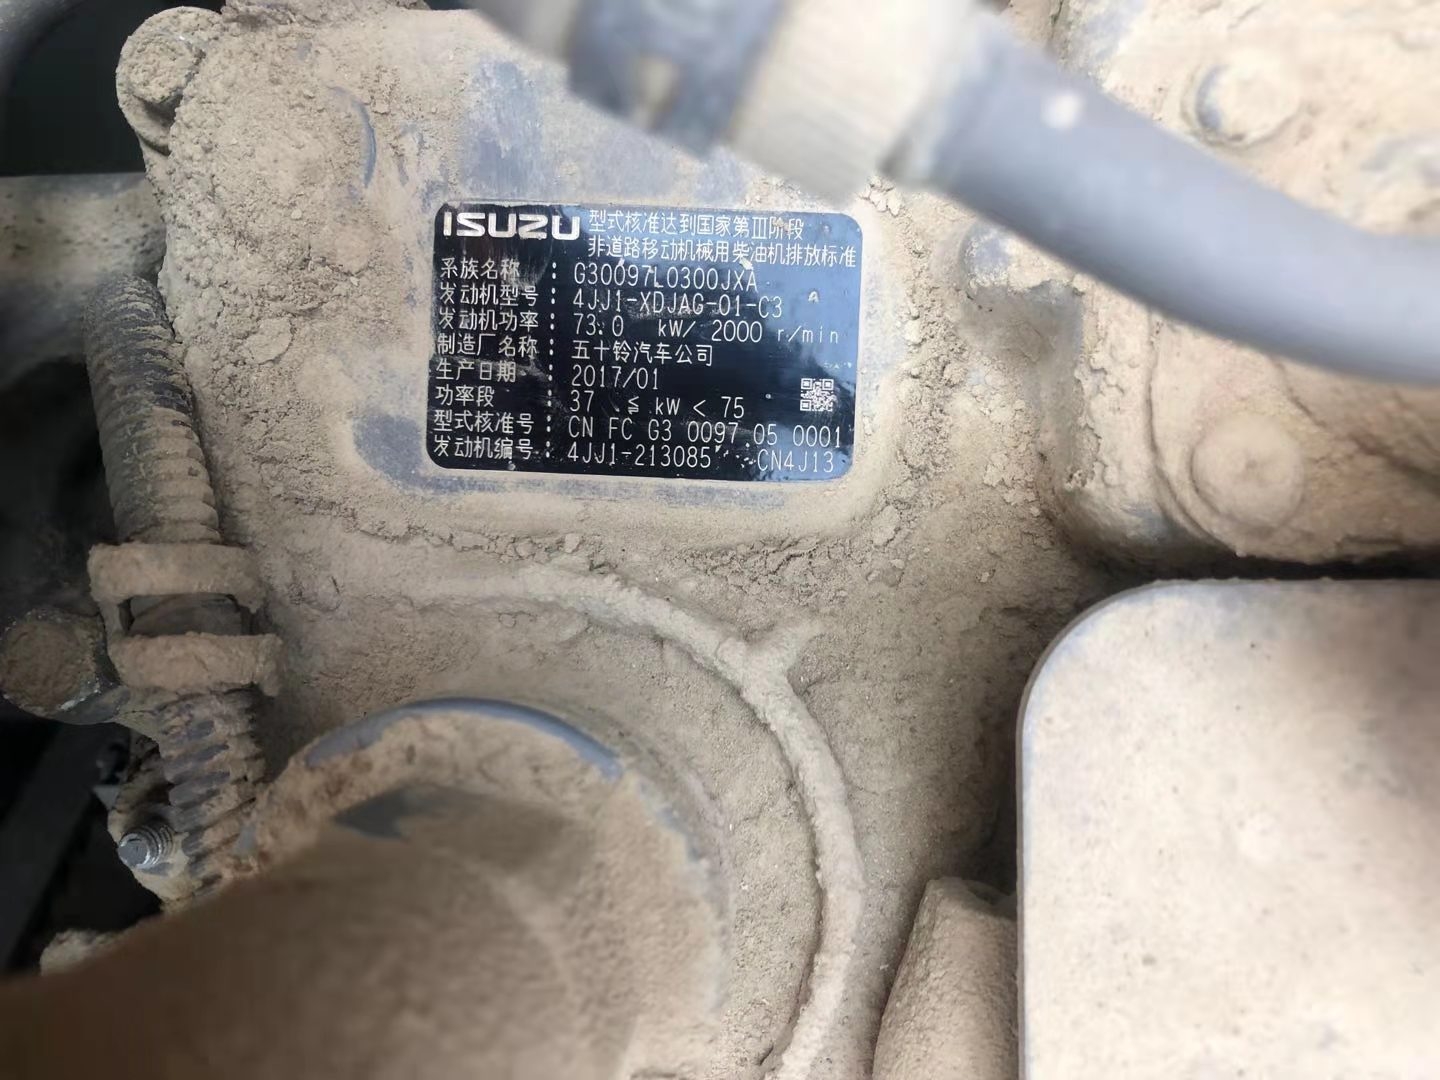 ISUZU 型式核准达到国家第III阶段
非道路移动机械用柴油机排放标准
系族名称 : G30097L0300JXA
发动机型号 : 4JJ1-XDJAG-01-C3
发动机功率 : 73.0 kW/ 2000 r/min
制造厂名称 : 五十铃汽车公司
生产日期 : 2017/01
功率段 : 37 ≦ kW < 75
型式核准号 : CN FC G3 0097 05 0001
发动机编号 : 4JJ1-213085 CN4J13